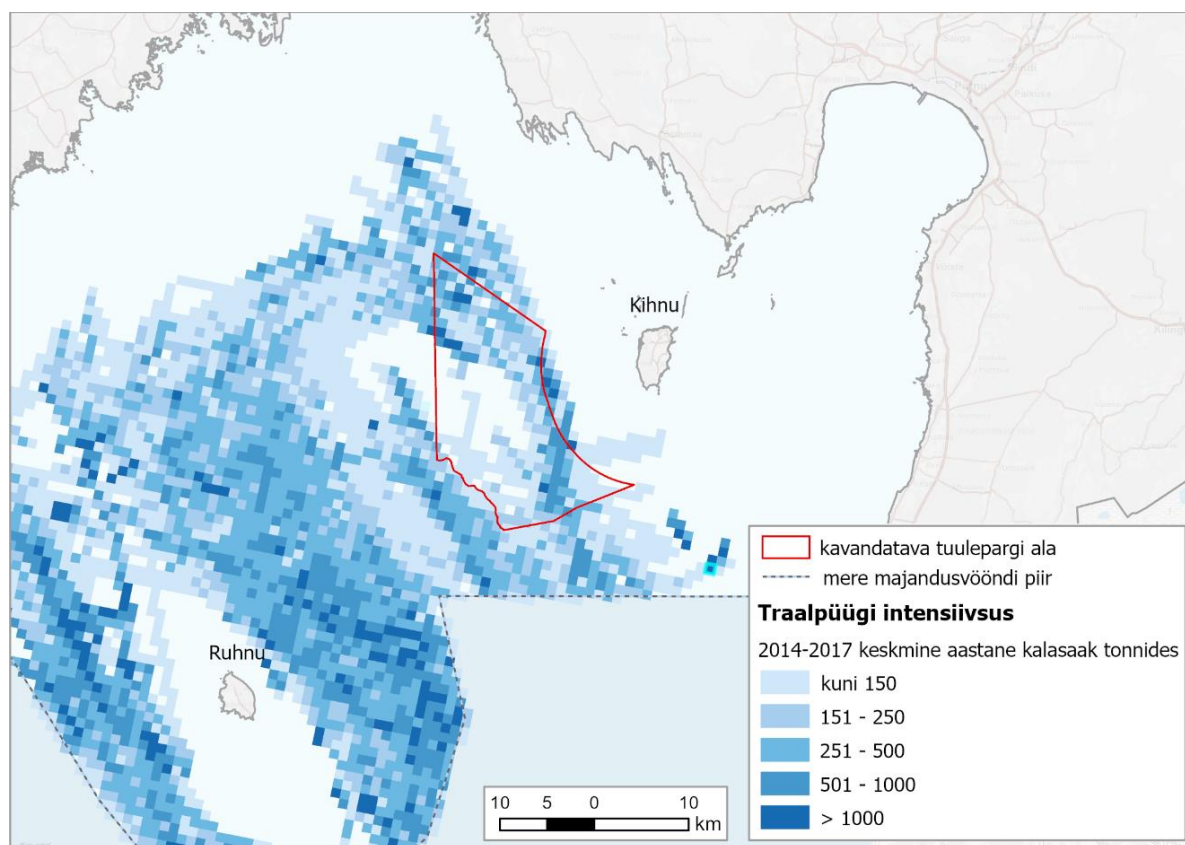 Kihnu
Ruhnu
kavandatava tuulepargi ala
mere majandusvööndi piir
Traalpüügi intensiivsus
2014-2017 keskmine aastane kalasaak tonnides
kuni 150
151 - 250
251 - 500
501 - 1000
> 1000
10 5 0 10
km